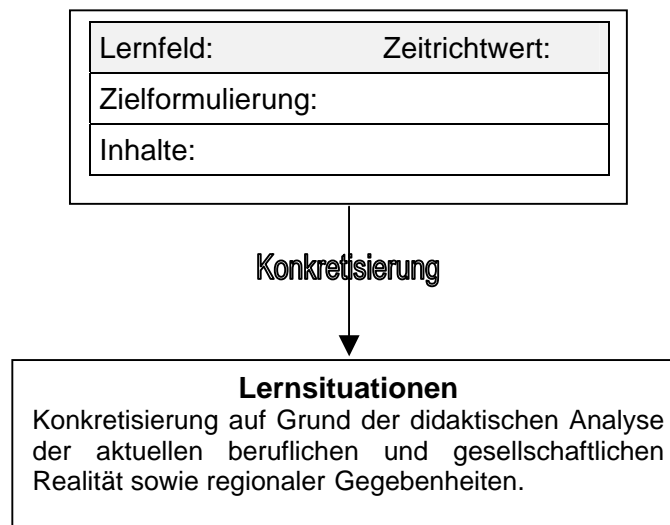 Lernfeld: Zeitrichtwert:
Zielformulierung:
Inhalte:
Konkretisierung
Lernsituationen
Konkretisierung auf Grund der didaktischen Analyse
der aktuellen beruflichen und gesellschaftlichen
Realität sowie regionaler Gegebenheiten.